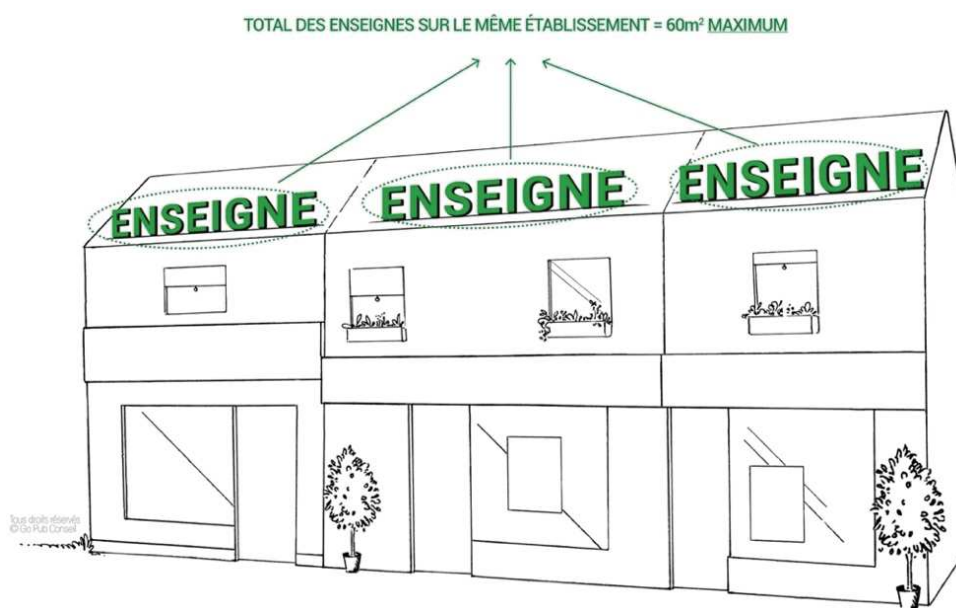 TOTAL DES ENSEIGNES SUR LE MÊME ÉTABLISSEMENT = 60m² MAXIMUM
ENSEIGNE
ENSEIGNE
ENSEIGNE
Tous droits réservés
© Go Pub Conseil